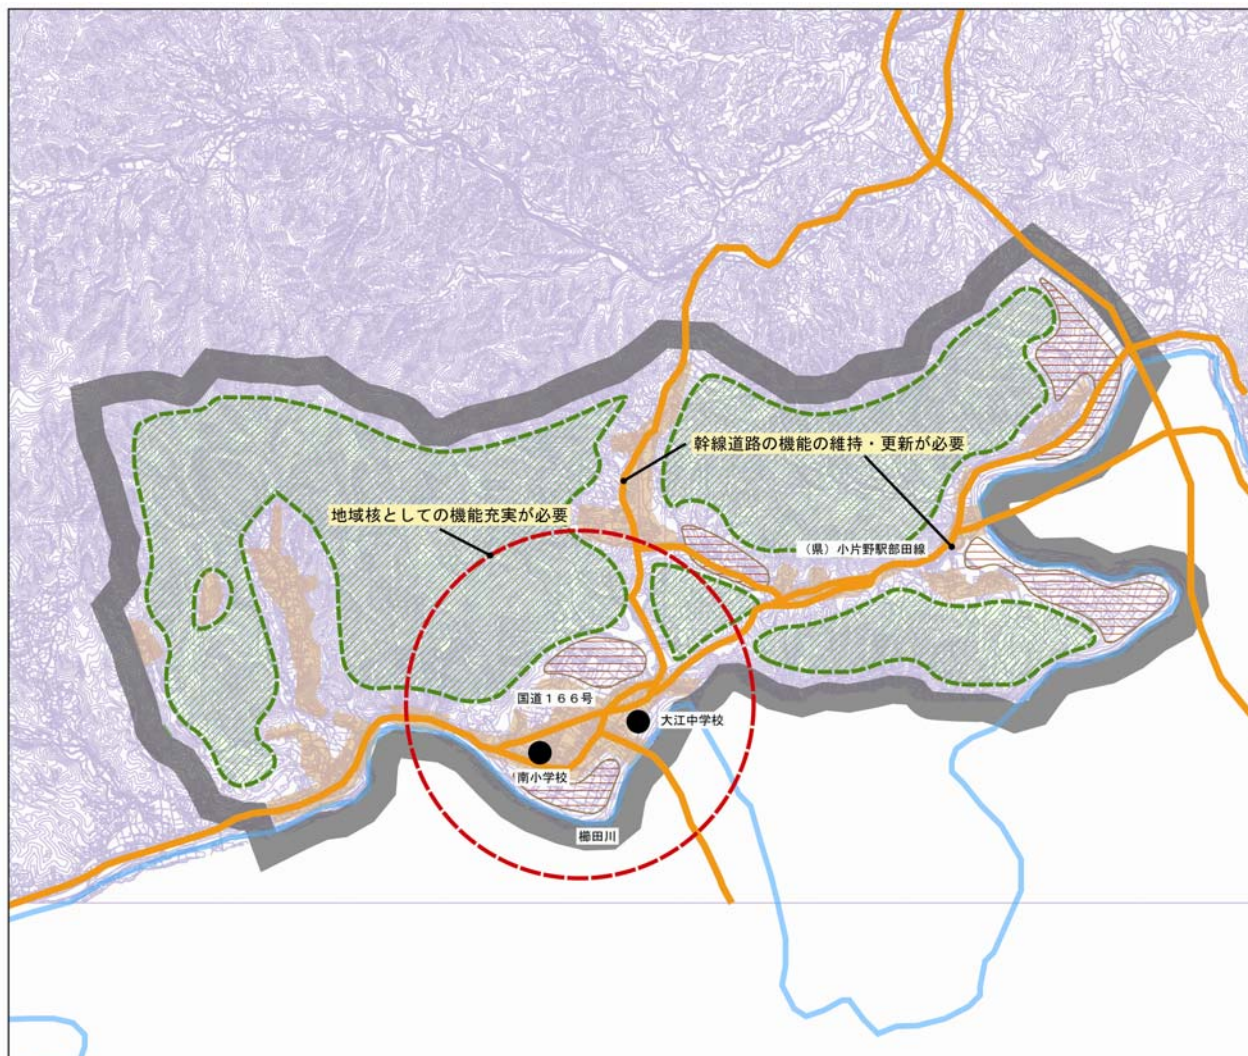 幹線道路の機能の維持・更新が必要
地域核としての機能充実が必要
（県）小片野駅部田線
国道１６６号
大江中学校
南小学校
櫛田川